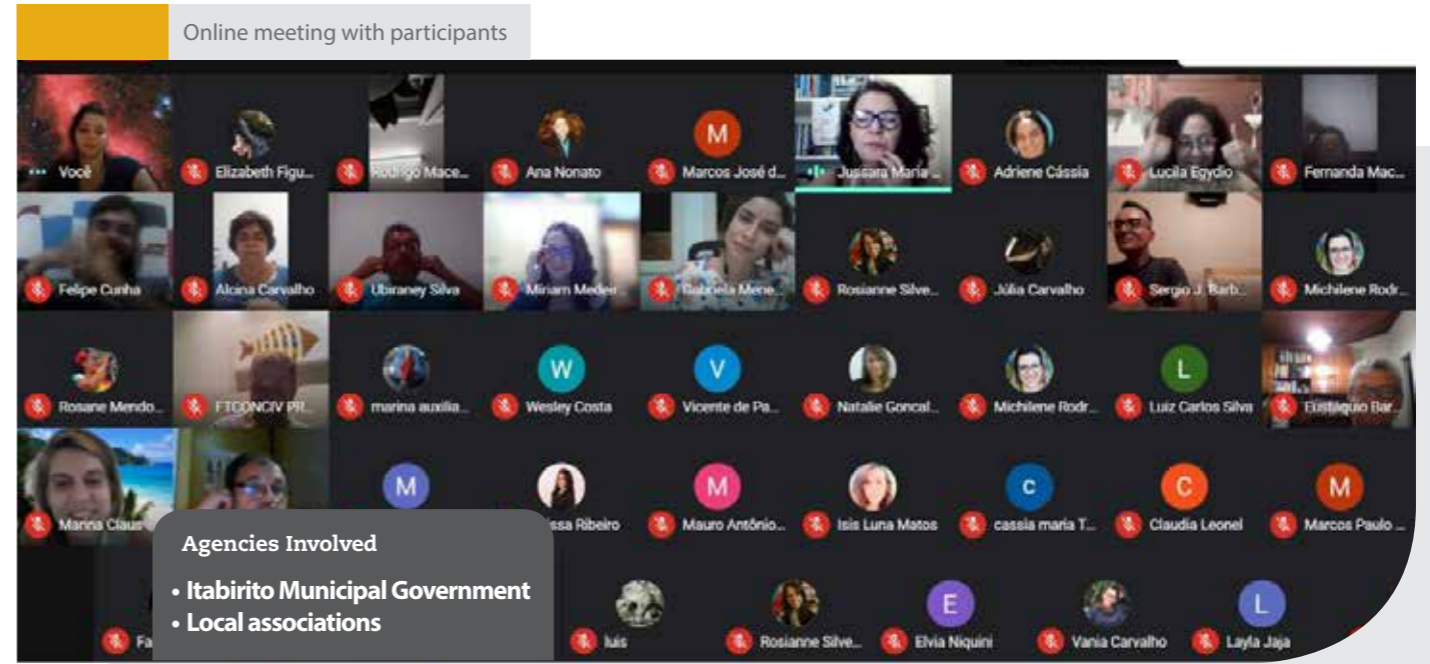 Online meeting with participants
Você
Elizabeth Figu...
Rodrigo Mace...
Ana Nonato
M
Marcos José d...
Jussara Maria ...
Adriene Cássia
Lucila Egydio
Fernanda Mac...
Felipe Cunha
Alcina Carvalho
Ubiraney Silva
Miriam Medeir...
Gabriela Mene...
Rosianne Silve...
Júlia Carvalho
Sergio J. Barb...
Michilene Rodr...
Rosane Mendo...
FTCONCIV PR...
marina auxilia...
W
Wesley Costa
V
Vicente de Pa...
Natalie Goncal...
Michilene Rodr...
L
Luiz Carlos Silva
Eustáquio Bar...
Marina Claus
M
ssa Ribeiro
M
Mauro Antônio...
Isis Luna Matos
c
cassia maria T...
C
Claudia Leonel
M
Marcos Paulo ...
Agencies Involved
• Itabirito Municipal Government
• Local associations
Fa
luis
Rosianne Silve...
E
Elvia Niquini
Vania Carvalho
L
Layla Jaja